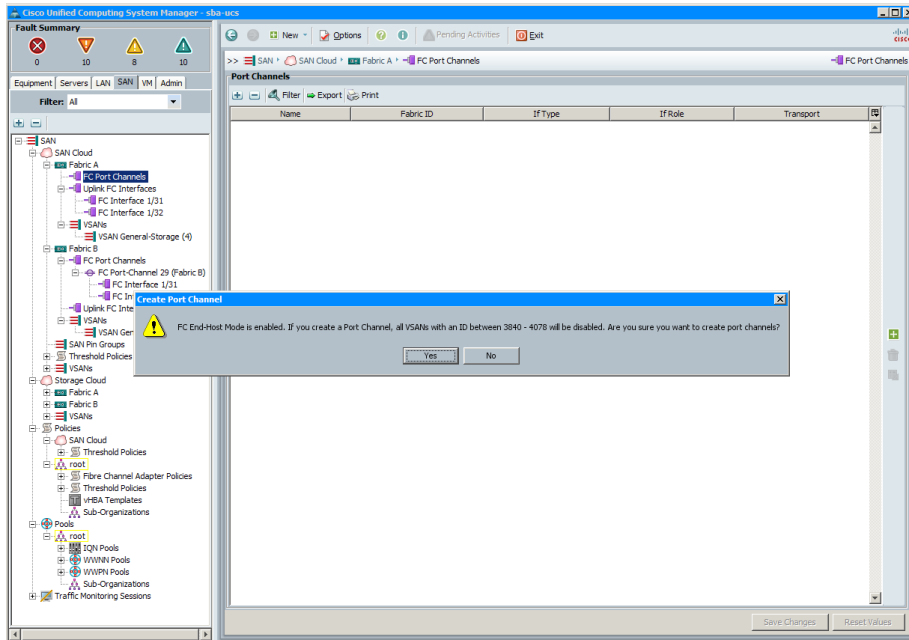 Cisco Unified Computing System Manager - sba-ucs
Fault Summary
0 10 8 10
New Options Pending Activities Exit
cisco
>> SAN SAN Cloud Fabric A FC Port Channels
FC Port Channels
Equipment Servers LAN SAN VM Admin
Filter: All
Port Channels
Filter Export Print
Name Fabric ID If Type If Role Transport
SAN
SAN Cloud
Fabric A
FC Port Channels
Uplink FC Interfaces
FC Interface 1/31
FC Interface 1/32
VSANs
VSAN General-Storage (4)
Fabric B
FC Port Channels
FC Port-Channel 29 (Fabric B)
FC Interface 1/31
FC In
Uplink FC Inte
VSANs
VSAN Gen
SAN Pin Groups
Threshold Policies
VSANs
Storage Cloud
Fabric A
Fabric B
VSANs
Policies
SAN Cloud
Threshold Policies
root
Fibre Channel Adapter Policies
Threshold Policies
vHBA Templates
Sub-Organizations
Pools
root
IQN Pools
WWNN Pools
WWPN Pools
Sub-Organizations
Traffic Monitoring Sessions
Create Port Channel
FC End-Host Mode is enabled. If you create a Port Channel, all VSANs with an ID between 3840 - 4078 will be disabled. Are you sure you want to create port channels?
Yes No
Save Changes Reset Values